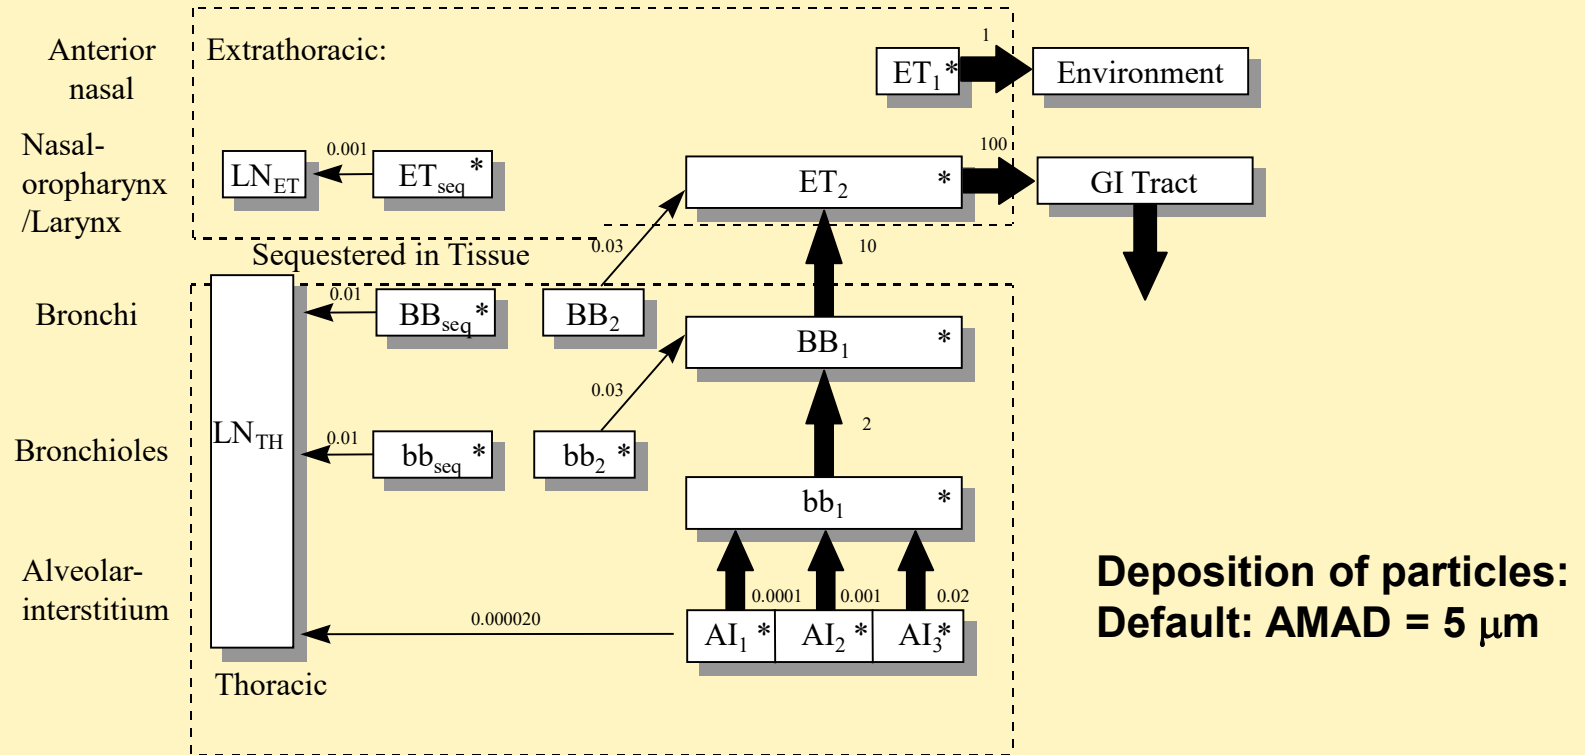 Anterior
nasal
Extrathoracic:
ET1 *
1
Environment
Nasal-
oropharynx
/Larynx
LNET
0.001
ETseq *
ET2 *
100
GI Tract
0.03
10
Sequestered in Tissue
Bronchi
0.01
BBseq *
BB2
BB1 *
0.03
2
Bronchioles
LNTH
0.01
bbseq *
bb2 *
bb1 *
Alveolar-
interstitium
0.000020
0.0001
0.001
0.02
AI1 *
AI2 *
AI3 *
Thoracic
Deposition of particles:
Default: AMAD = 5 μm